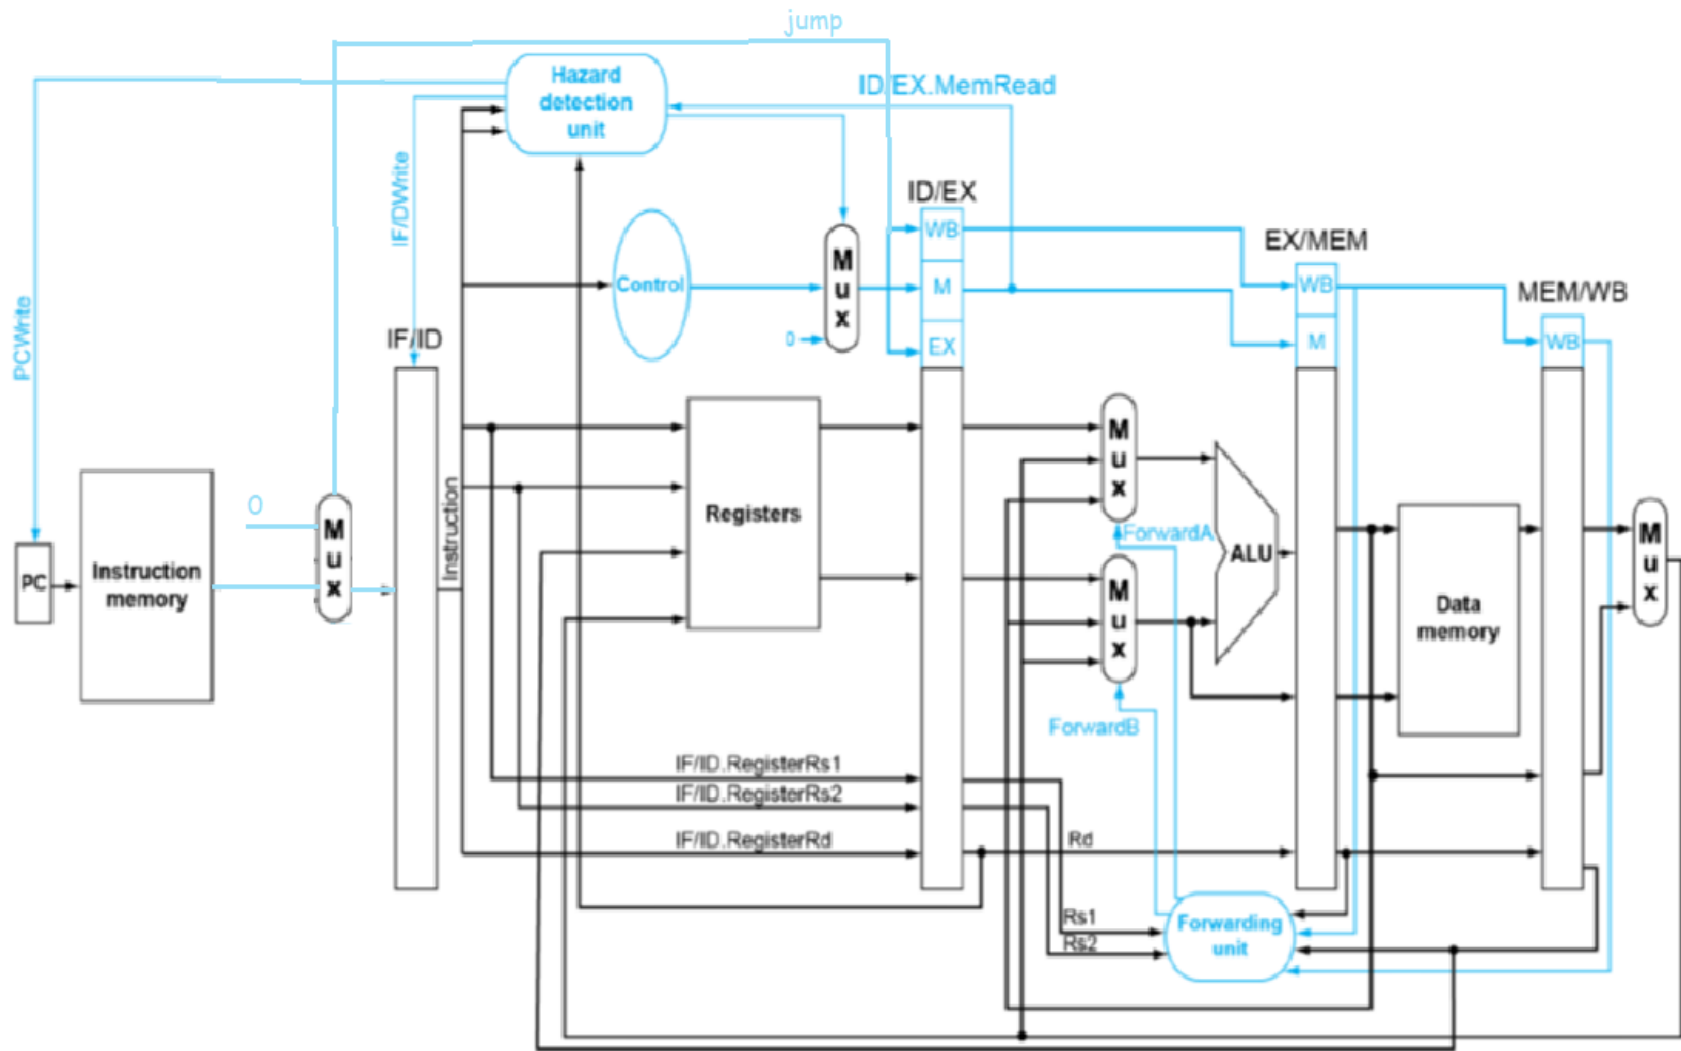 jump
Hazard
detection
unit
ID/EX.MemRead
PCWrite
IF/DWrite
ID/EX
WB
M
EX
Control
M
u
x
0
EX/MEM
WB
M
MEM/WB
WB
IF/ID
Instruction
PC
Instruction
memory
0
M
u
x
Registers
M
u
x
ForwardA
M
u
x
ForwardB
ALU
Data
memory
M
u
x
IF/ID.RegisterRs1
IF/ID.RegisterRs2
IF/ID.RegisterRd
Rd
Rs1
Rs2
Forwarding
unit